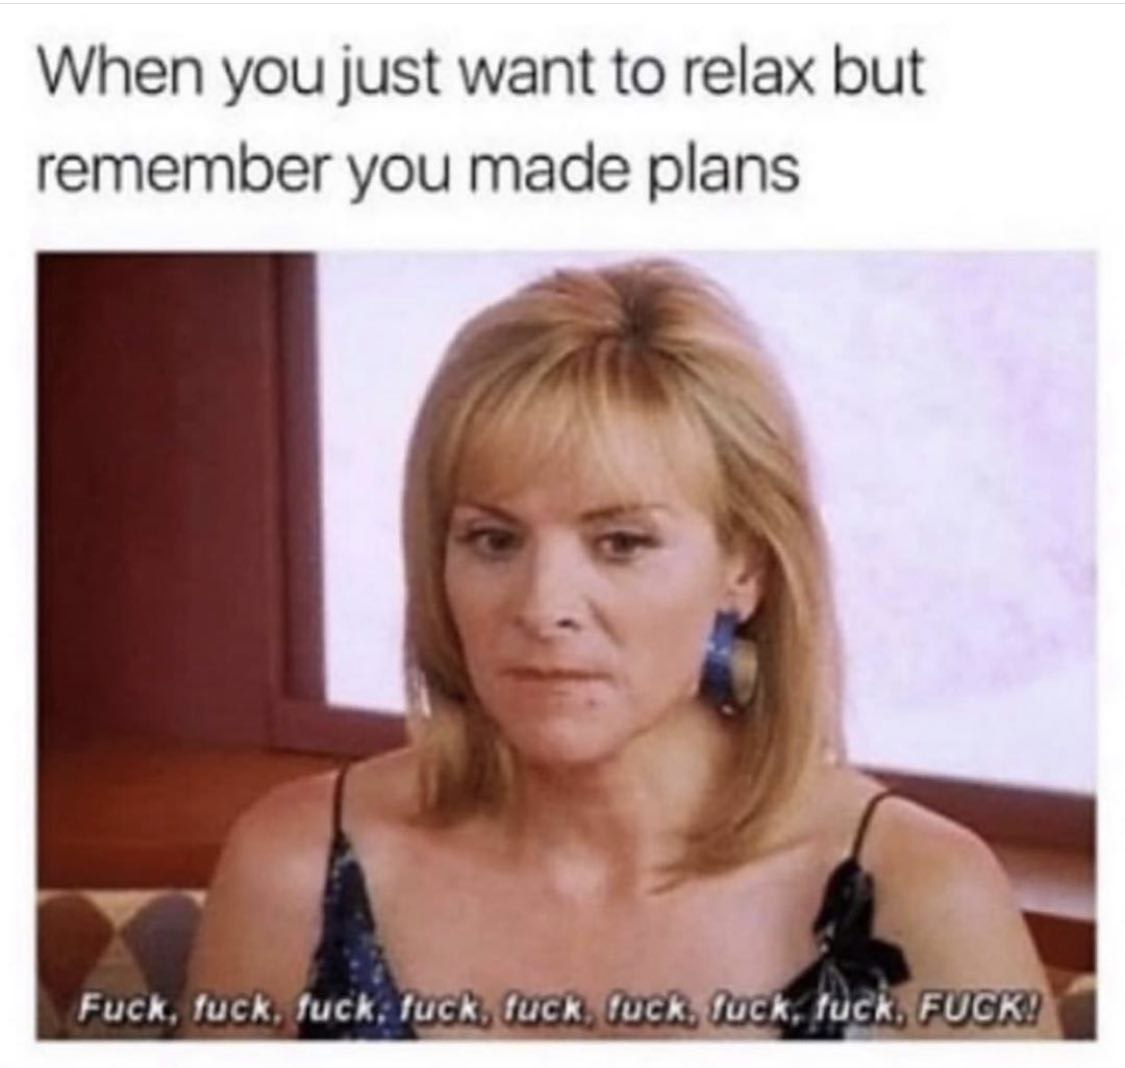 When you just want to relax but
remember you made plans
Fuck, fuck, fuck, fuck, fuck, fuck, fuck, fuck, FUCK!